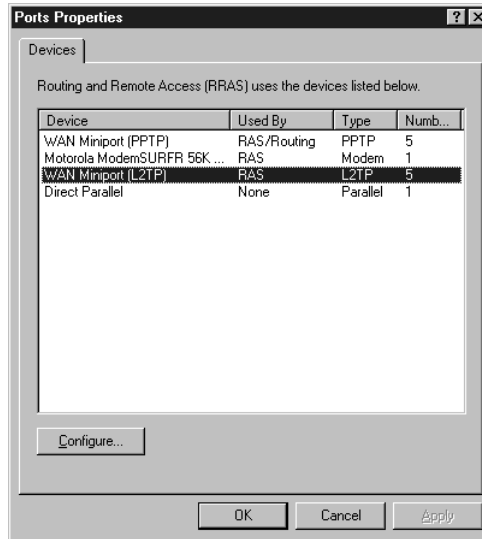 Ports Properties
Devices
Routing and Remote Access (RRAS) uses the devices listed below.
Device Used By Type Numb...
WAN Miniport (PPTP) RAS/Routing PPTP 5
Motorola ModemSURFR 56K ... RAS Modem 1
WAN Miniport (L2TP) RAS L2TP 5
Direct Parallel None Parallel 1
Configure...
OK Cancel Apply